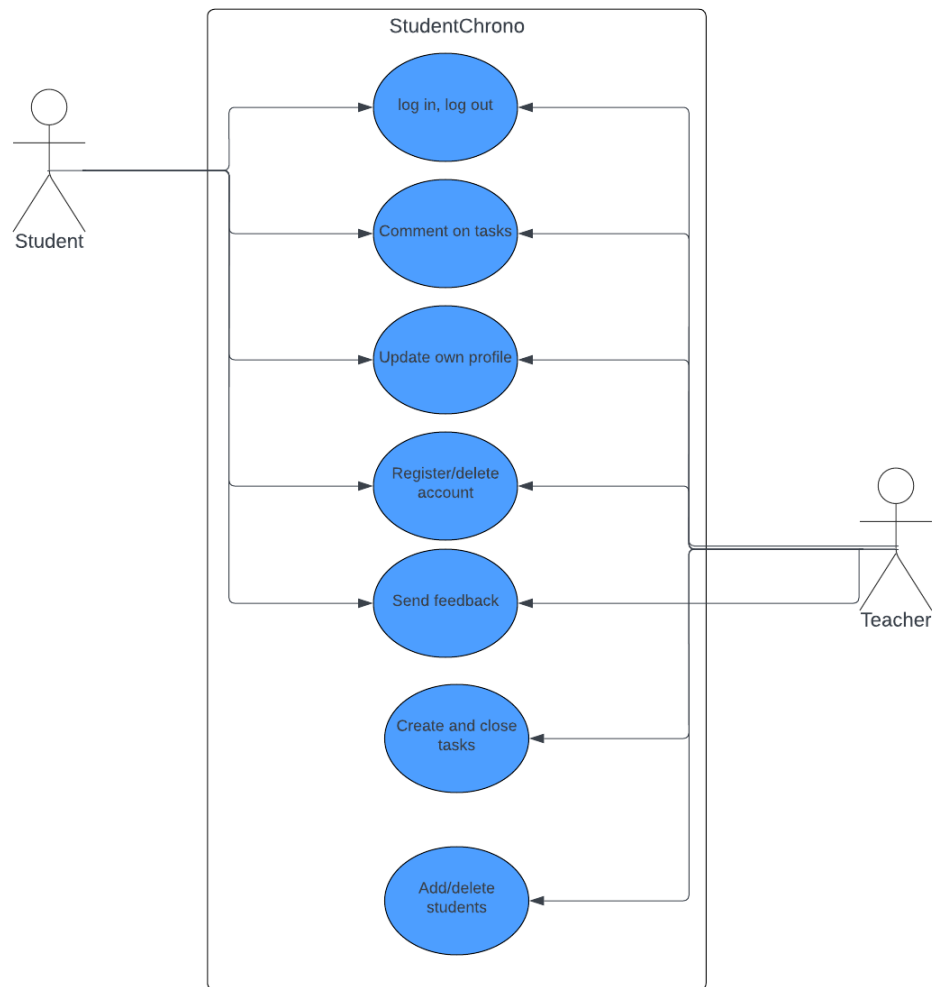 StudentChrono
log in, log out
Comment on tasks
Student
Update own profile
Register/delete
account
Send feedback
Teacher
Create and close
tasks
Add/delete
students